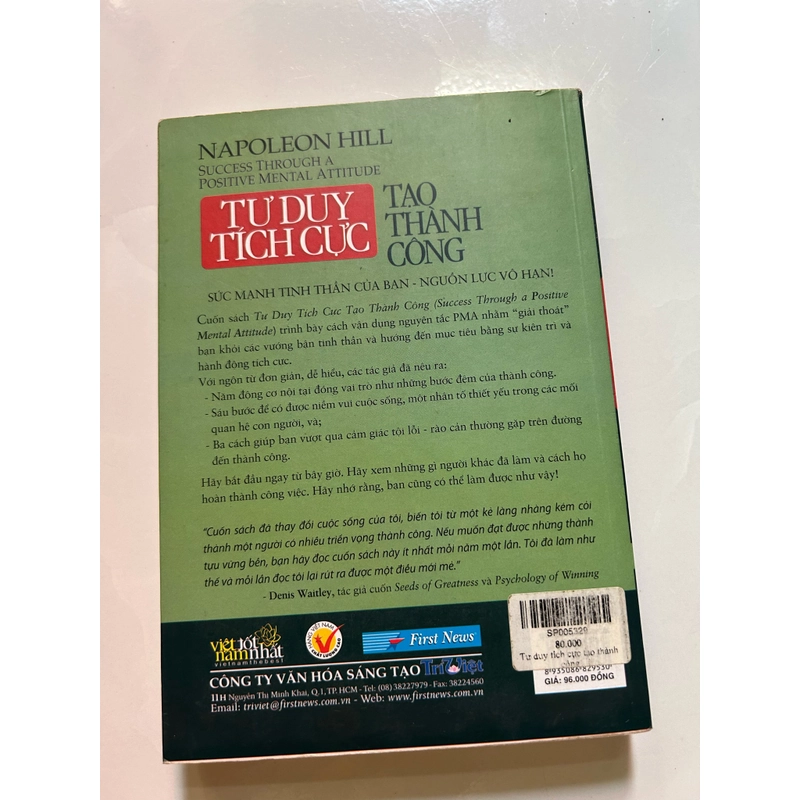 NAPOLEON HILL
SUCCESS THROUGH A
POSITIVE MENTAL ATTITUDE
TƯ DUY
TÍCH CỰC
TẠO
THÀNH
CÔNG
SỨC MẠNH TINH THẦN CỦA BẠN - NGUỒN LỰC VÔ HẠN!
Cuốn sách Tư Duy Tích Cực Tạo Thành Công (Success Through a Positive
Mental Attitude) trình bày cách vận dụng nguyên tắc PMA nhằm “giải thoát”
bạn khỏi các vướng bận tinh thần và hướng đến mục tiêu bằng sự kiên trì và
hành động tích cực.
Với ngôn từ đơn giản, dễ hiểu, các tác giả đã nêu ra:
- Năm động cơ nội tại đóng vai trò như những bước đệm của thành công.
- Sáu bước để có được niềm vui cuộc sống, một nhân tố thiết yếu trong các mối
quan hệ con người, và;
- Ba cách giúp bạn vượt qua cảm giác tội lỗi - rào cản thường gặp trên đường
đến thành công.
Hãy bắt đầu ngay từ bây giờ. Hãy xem những gì người khác đã làm và cách họ
hoàn thành công việc. Hãy nhớ rằng, bạn cũng có thể làm được như vậy!
“Cuốn sách đã thay đổi cuộc sống của tôi, biến tôi từ một kẻ làng nhàng kém cỏi
thành một người có nhiều triển vọng thành công. Nếu muốn đạt được những thành
tựu vững bền, bạn hãy đọc cuốn sách này ít nhất mỗi năm một lần. Tôi đã làm như
thế và mỗi lần đọc tôi lại rút ra được một điều mới mẻ.”
- Denis Waitley, tác giả cuốn Seeds of Greatness và Psychology of Winning
việt tốt
nam nhất
vietnamthebest
HÀNG VIỆT NAM
CHẤT LƯỢNG CAO
First News
CÔNG TY VĂN HÓA SÁNG TẠO Trí Việt
11H Nguyễn Thị Minh Khai, Q.1, TP. HCM - Tel: (08) 38227979 - Fax: 38224560
Email: triviet@firstnews.com.vn - Web: www.firstnews.com.vn
SP005329
80.000
Tư duy tích cực tạo thành
công
8 935086 829530
GIÁ: 96.000 ĐỒNG